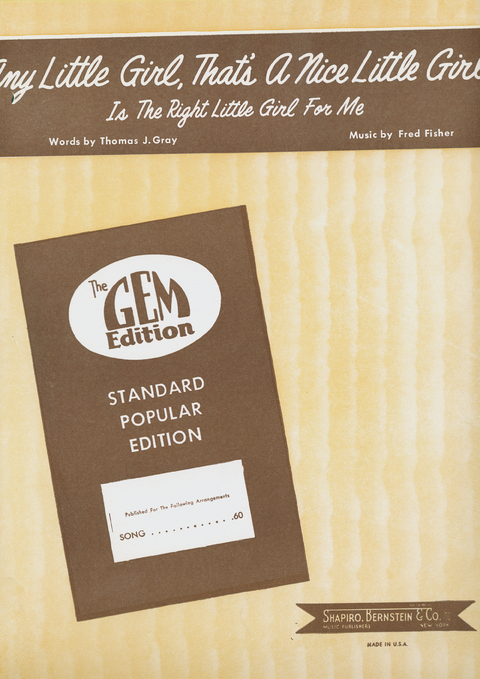 Any Little Girl, That's A Nice Little Girl
Is The Right Little Girl For Me
Words by Thomas J. Gray
Music by Fred Fisher
The
GEM
Edition
STANDARD
POPULAR
EDITION
Published For The Following Arrangements
SONG . . . . . . . . . . . .60
SHAPIRO, BERNSTEIN & CO.
MUSIC PUBLISHERS NEW YORK
MADE IN U.S.A.